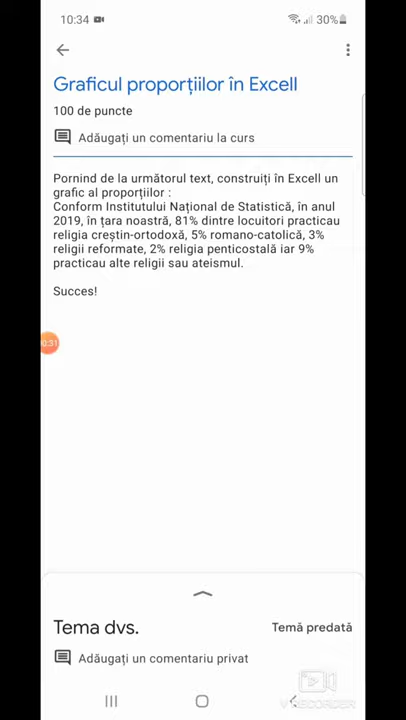 10:34
30%
Graficul proporțiilor în Excell
100 de puncte
Adăugați un comentariu la curs
Pornind de la următorul text, construiți în Excell un
grafic al proporțiilor :
Conform Institutului Național de Statistică, în anul
2019, în țara noastră, 81% dintre locuitori practicau
religia creștin-ortodoxă, 5% romano-catolică, 3%
religii reformate, 2% religia penticostală iar 9%
practicau alte religii sau ateismul.
Succes!
00:31
Tema dvs.
Temă predată
Adăugați un comentariu privat
RECORDER